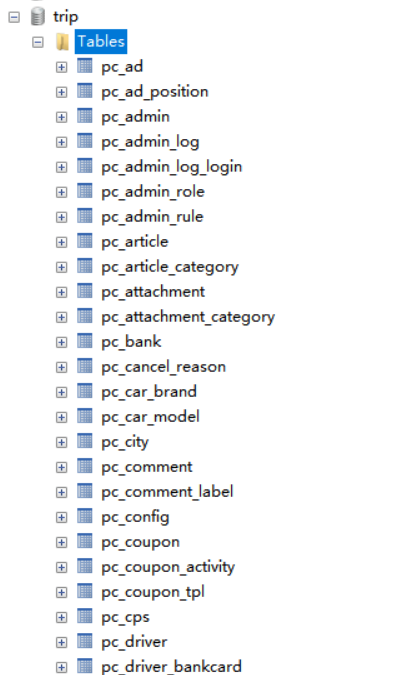 trip
Tables
pc_ad
pc_ad_position
pc_admin
pc_admin_log
pc_admin_log_login
pc_admin_role
pc_admin_rule
pc_article
pc_article_category
pc_attachment
pc_attachment_category
pc_bank
pc_cancel_reason
pc_car_brand
pc_car_model
pc_city
pc_comment
pc_comment_label
pc_config
pc_coupon
pc_coupon_activity
pc_coupon_tpl
pc_cps
pc_driver
pc_driver_bankcard